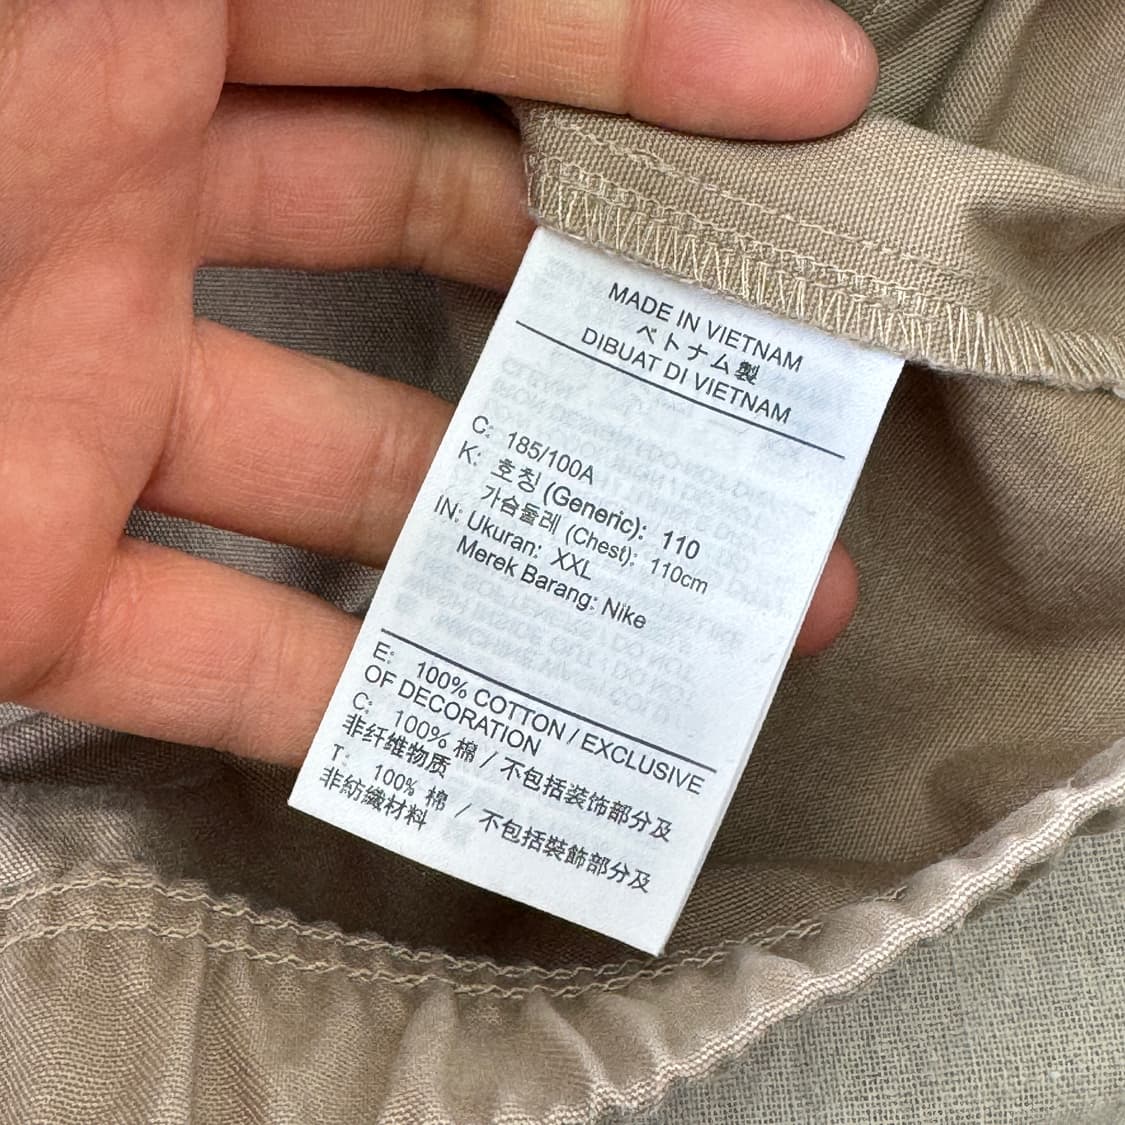 MADE IN VIETNAM
ベトナム製
DIBUAT DI VIETNAM
C: 185/100A
K: 호칭 (Generic): 110
가슴둘레 (Chest): 110cm
IN: Ukuran: XXL
Merek Barang: Nike
E: 100% COTTON / EXCLUSIVE
OF DECORATION
C: 100% 棉 / 不包括装饰部分及
非纤维物质
T: 100% 棉 / 不包括裝飾部分及
非紡織材料